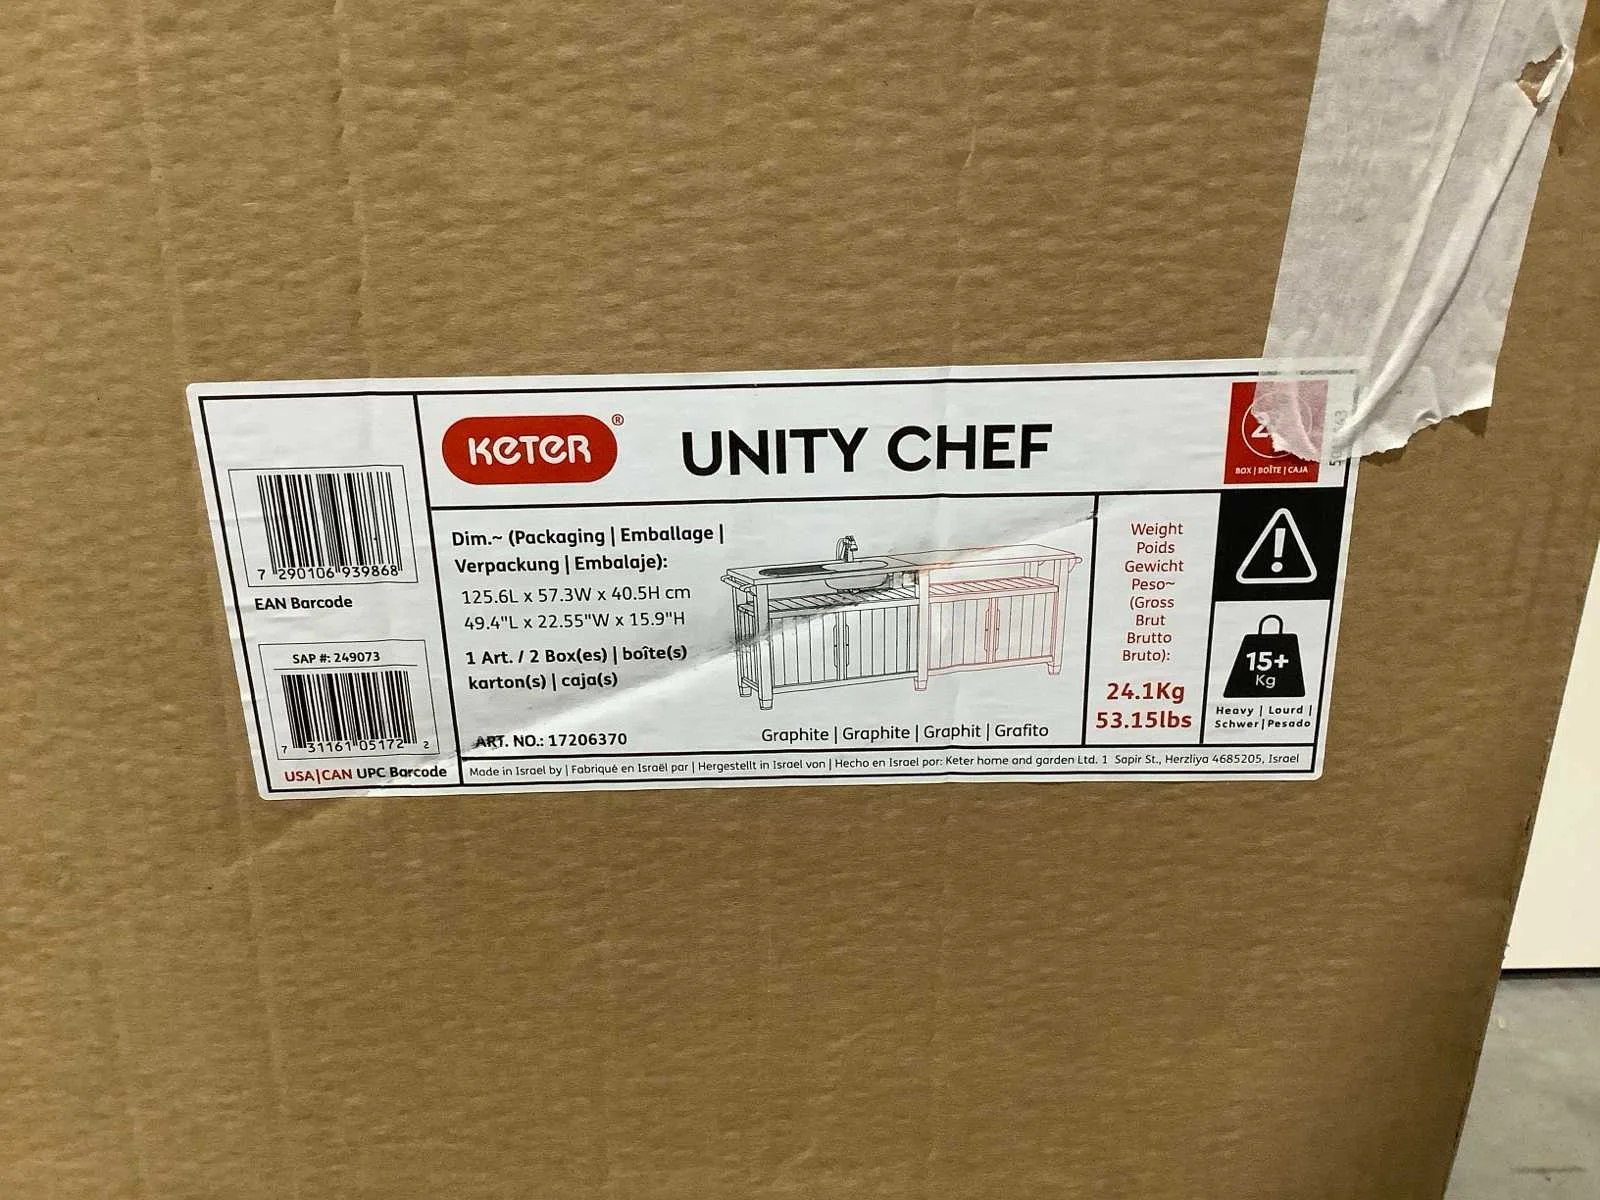 KETER®
UNITY CHEF
BOX | BOÎTE | CAJA
7 290106 939868
EAN Barcode
SAP #: 249073
7 31161 05172 2
USA|CAN UPC Barcode
Dim.~ (Packaging | Emballage |
Verpackung | Embalaje):
125.6L x 57.3W x 40.5H cm
49.4"L x 22.55"W x 15.9"H
1 Art. / 2 Box(es) | boîte(s)
karton(s) | caja(s)
ART. NO.: 17206370
Graphite | Graphite | Graphit | Grafito
Weight
Poids
Gewicht
Peso~
(Gross
Brut
Brutto
Bruto):
24.1Kg
53.15lbs
15+
Kg
Heavy | Lourd |
Schwer | Pesado
Made in Israel by | Fabriqué en Israël par | Hergestellt in Israel von | Hecho en Israel por: Keter home and garden Ltd. 1 Sapir St., Herzliya 4685205, Israel